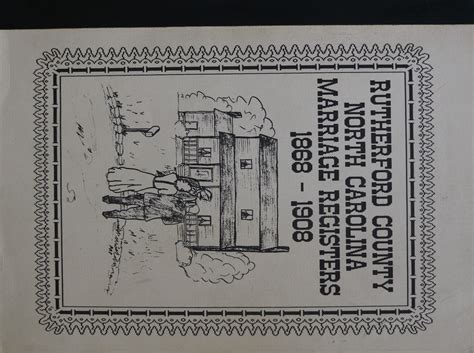 RUTHERFORD COUNTY
NORTH CAROLINA
MARRIAGE REGISTERS
1868 - 1908